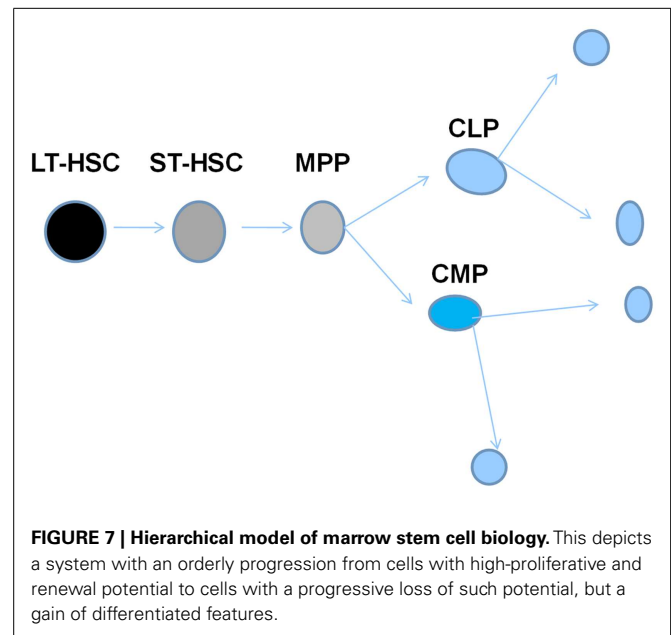 CLP
LT-HSC ST-HSC MPP
CMP
FIGURE 7 | Hierarchical model of marrow stem cell biology. This depicts
a system with an orderly progression from cells with high-proliferative and
renewal potential to cells with a progressive loss of such potential, but a
gain of differentiated features.